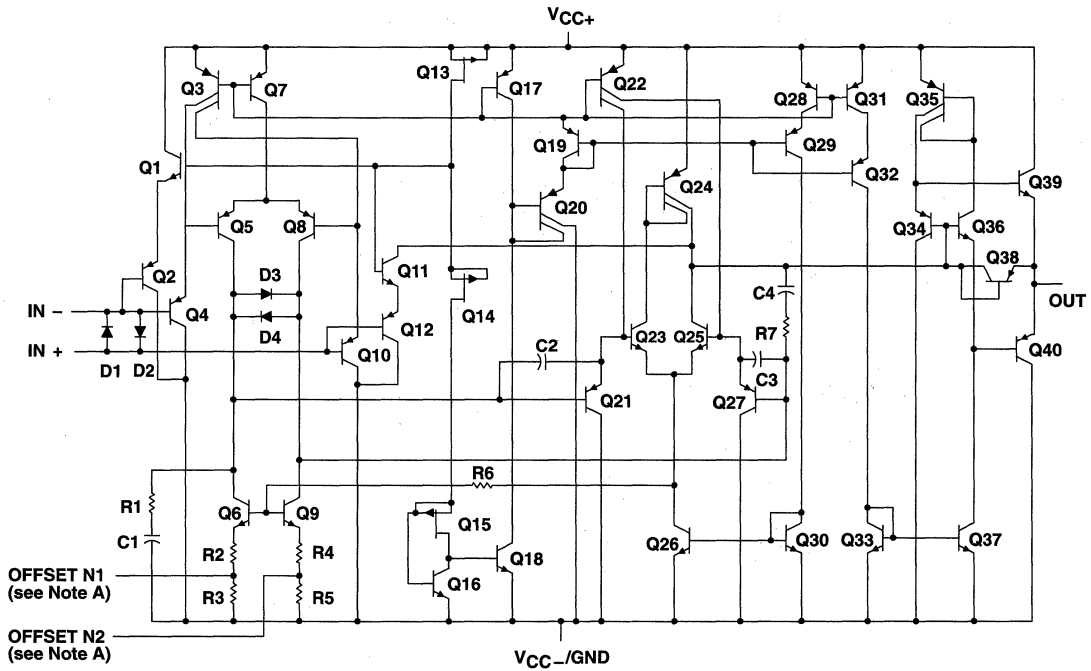 VCC+
Q3
Q7
Q13
Q17
Q22
Q28
Q31
Q35
Q1
Q19
Q29
Q32
Q39
Q20
Q24
Q5
Q8
Q34
Q36
Q2
Q11
Q38
D3
C4
OUT
IN −
Q4
Q14
IN +
D4
Q12
Q23
Q25
R7
Q10
Q40
D1
D2
C2
C3
Q21
Q27
R6
R1
Q6
Q9
Q15
C1
Q26
Q30
Q33
Q37
R2
R4
Q18
OFFSET N1
(see Note A)
Q16
R3
R5
OFFSET N2
(see Note A)
VCC−/GND